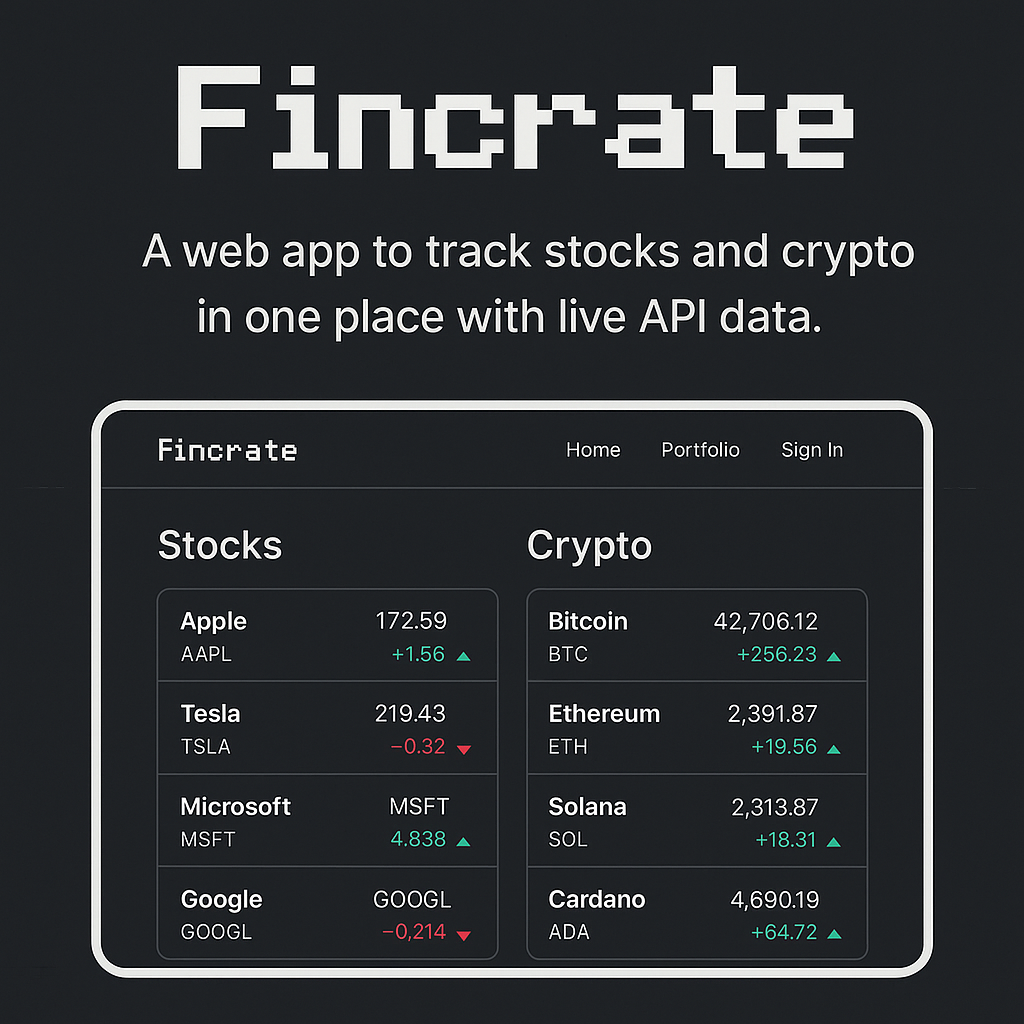 Fincrate
A web app to track stocks and crypto
in one place with live API data.
Fincrate Home Portfolio Sign In
Stocks
Apple 172.59
AAPL +1.56 ▲
Tesla 219.43
TSLA −0.32 ▼
Microsoft MSFT
MSFT 4.838 ▲
Google GOOGL
GOOGL −0,214 ▼
Crypto
Bitcoin 42,706.12
BTC +256.23 ▲
Ethereum 2,391.87
ETH +19.56 ▲
Solana 2,313.87
SOL +18.31 ▲
Cardano 4,690.19
ADA +64.72 ▲